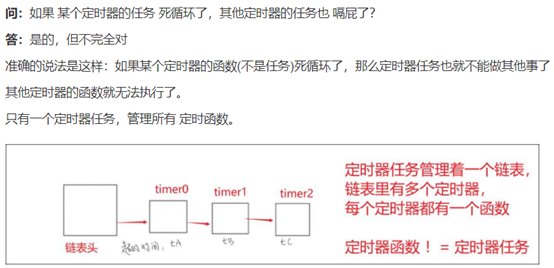 问：如果 某个定时器的任务 死循环了，其他定时器的任务也 嗝屁了？
答：是的，但不完全对
准确的说法是这样：如果某个定时器的函数(不是任务)死循环了，那么定时器任务也就不能做其他事了
其他定时器的函数就无法执行了。
只有一个定时器任务，管理所有 定时函数。
timer0
timer1
timer2
链表头
超时时间，tA
tB
tC
定时器任务管理着一个链表，
链表里有多个定时器，
每个定时器都有一个函数
定时器函数！= 定时器任务